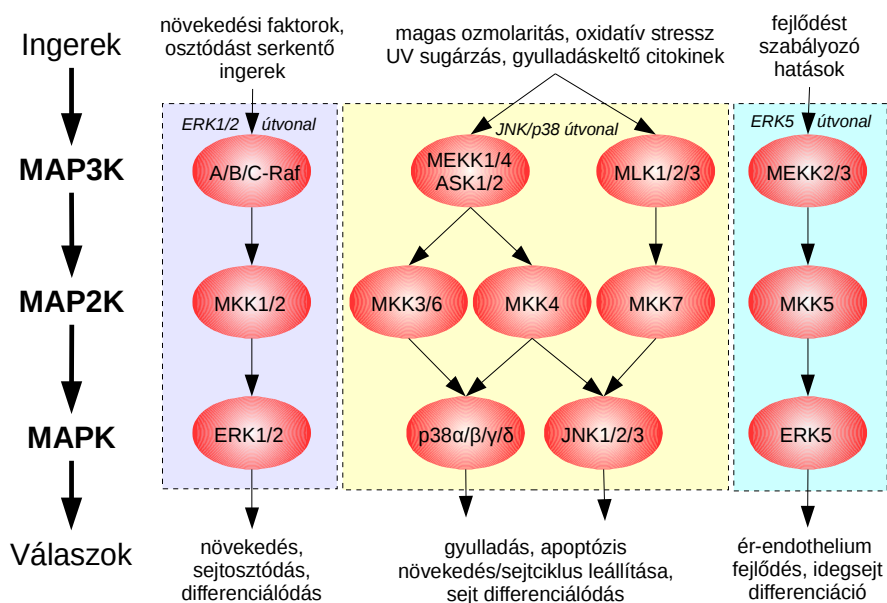 Ingerek
MAP3K
MAP2K
MAPK
Válaszok
növekedési faktorok,
osztódást serkentő
ingerek
ERK1/2 útvonal
A/B/C-Raf
MKK1/2
ERK1/2
növekedés,
sejtosztódás,
differenciálódás
magas ozmolaritás, oxidatív stressz
UV sugárzás, gyulladáskeltő citokinek
JNK/p38 útvonal
MEKK1/4
ASK1/2
MLK1/2/3
MKK3/6
MKK4
MKK7
p38α/β/γ/δ
JNK1/2/3
gyulladás, apoptózis
növekedés/sejtciklus leállítása,
sejt differenciálódás
fejlődést
szabályozó
hatások
ERK5 útvonal
MEKK2/3
MKK5
ERK5
ér-endothelium
fejlődés, idegsejt
differenciáció